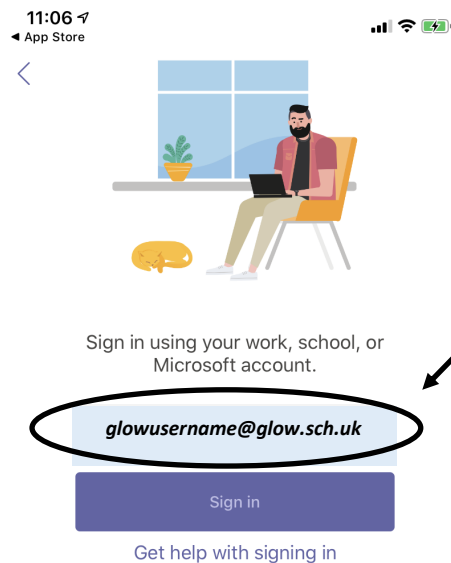 11:06
◀ App Store
Sign in using your work, school, or
Microsoft account.
glowusername@glow.sch.uk
Sign in
Get help with signing in